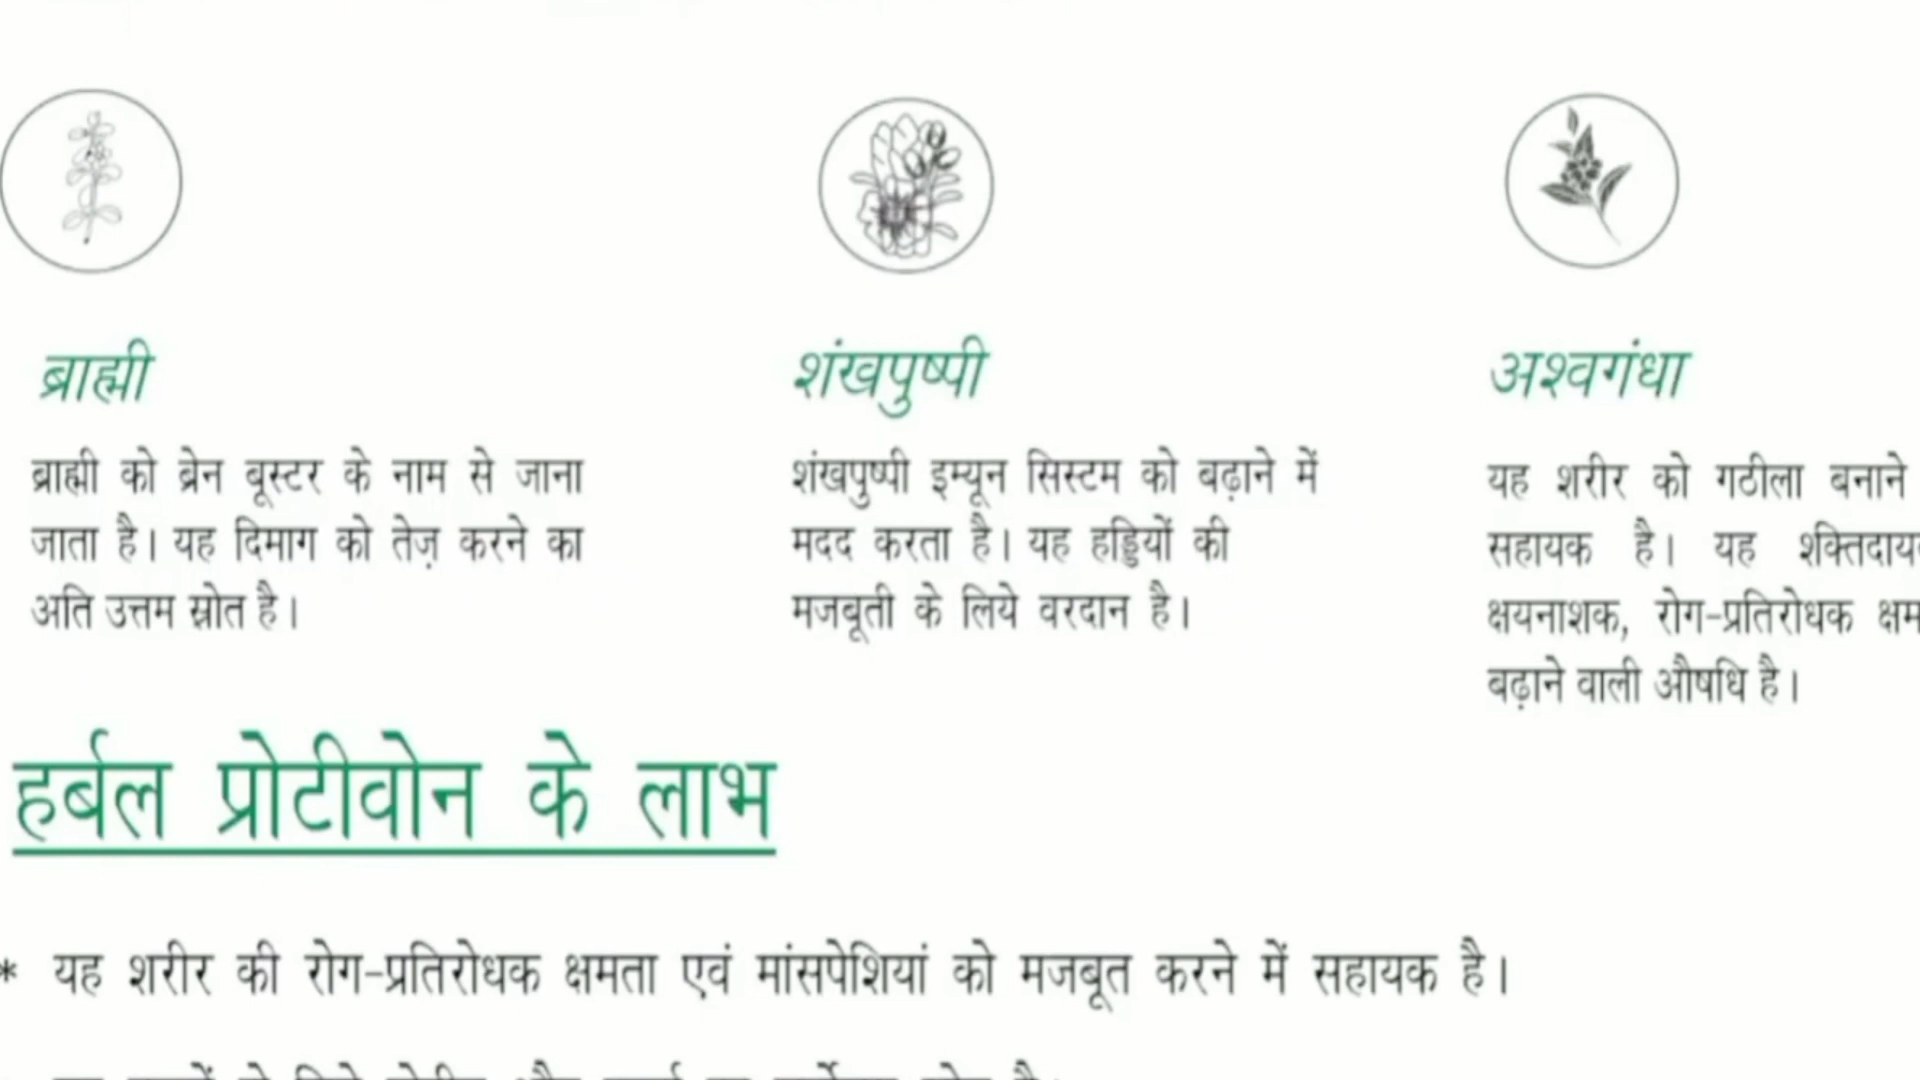 ब्राह्मी
ब्राह्मी को ब्रेन बूस्टर के नाम से जाना
जाता है। यह दिमाग को तेज़ करने का
अति उत्तम स्रोत है।
शंखपुष्पी
शंखपुष्पी इम्यून सिस्टम को बढ़ाने में
मदद करता है। यह हड्डियों की
मजबूती के लिये वरदान है।
अश्वगंधा
यह शरीर को गठीला बनाने
सहायक है। यह
क्षयनाशक, रोग-प्रतिरोधक
बढ़ाने वाली औषधि है।
हर्बल प्रोटीवोन के लाभ
* यह शरीर की रोग-प्रतिरोधक क्षमता एवं मांसपेशियां को मजबूत करने में सहायक है।